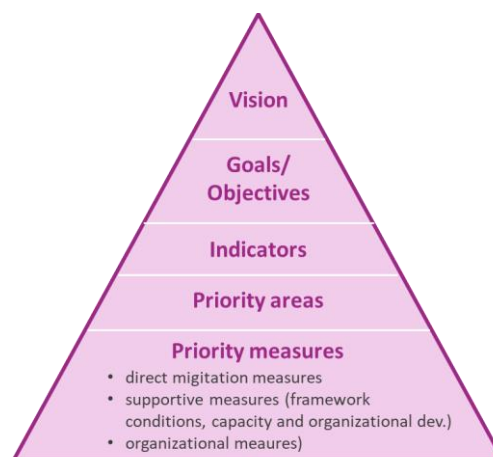 Vision
Goals/
Objectives
Indicators
Priority areas
Priority measures
• direct migitation measures
• supportive measures (framework
conditions, capacity and organizational dev.)
• organizational meaures)